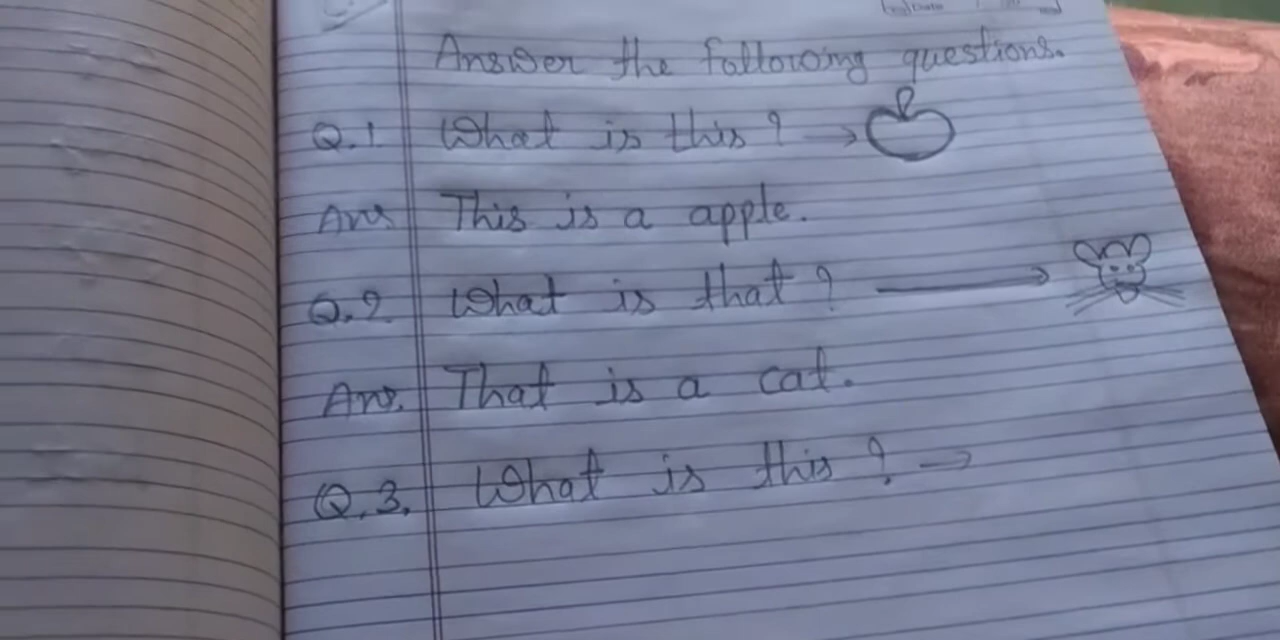 Answer the following questions.
Q.1 What is this? →
Ans This is a apple.
Q.2 What is that? →
Ans. That is a cat.
Q.3. What is this? →